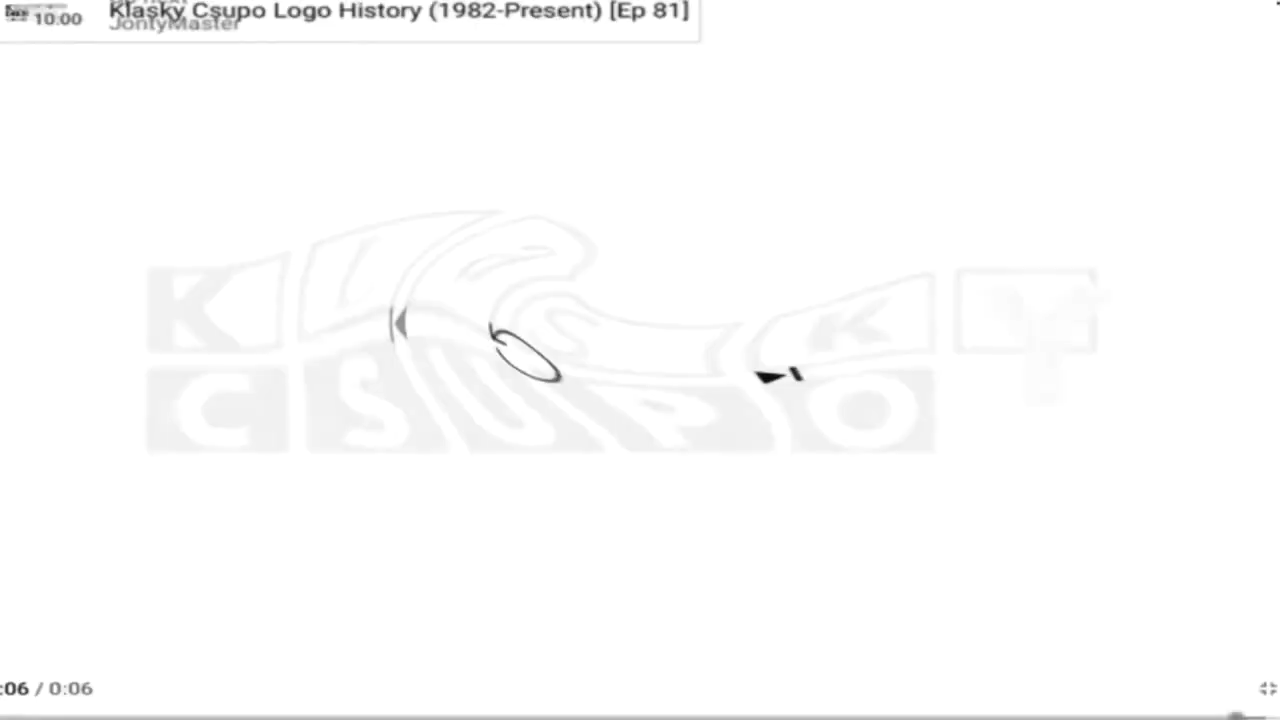 10:00
Klasky Csupo Logo History (1982-Present) [Ep 81]
JontyMaster
KLASKY
CSUPO
:06 / 0:06